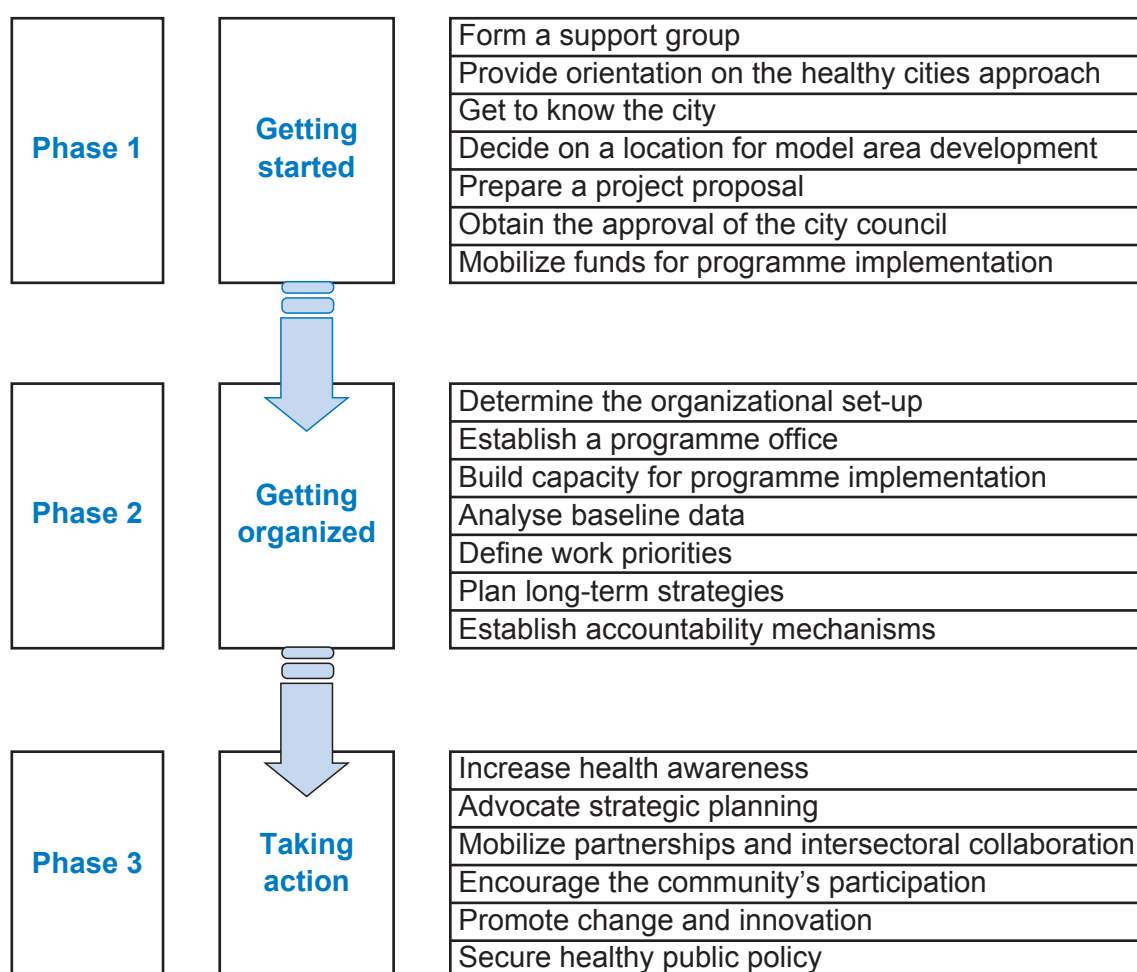 Phase 1
Getting
started
Form a support group
Provide orientation on the healthy cities approach
Get to know the city
Decide on a location for model area development
Prepare a project proposal
Obtain the approval of the city council
Mobilize funds for programme implementation
Phase 2
Getting
organized
Determine the organizational set-up
Establish a programme office
Build capacity for programme implementation
Analyse baseline data
Define work priorities
Plan long-term strategies
Establish accountability mechanisms
Phase 3
Taking
action
Increase health awareness
Advocate strategic planning
Mobilize partnerships and intersectoral collaboration
Encourage the community’s participation
Promote change and innovation
Secure healthy public policy